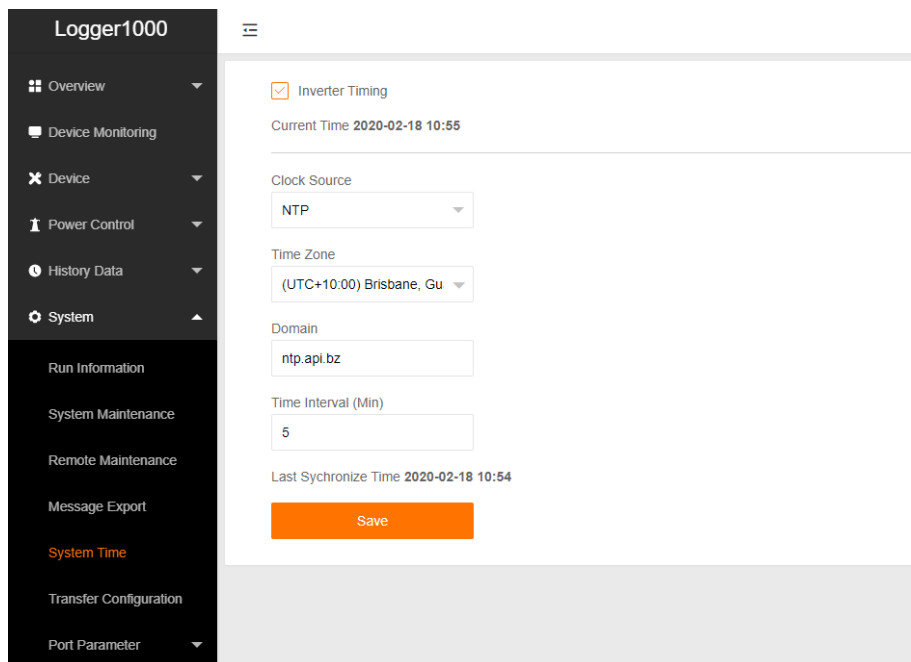 Logger1000
Overview
Device Monitoring
Device
Power Control
History Data
System
Run Information
System Maintenance
Remote Maintenance
Message Export
System Time
Transfer Configuration
Port Parameter
Inverter Timing
Current Time 2020-02-18 10:55
Clock Source
NTP
Time Zone
(UTC+10:00) Brisbane, Gu
Domain
ntp.api.bz
Time Interval (Min)
5
Last Sychronize Time 2020-02-18 10:54
Save